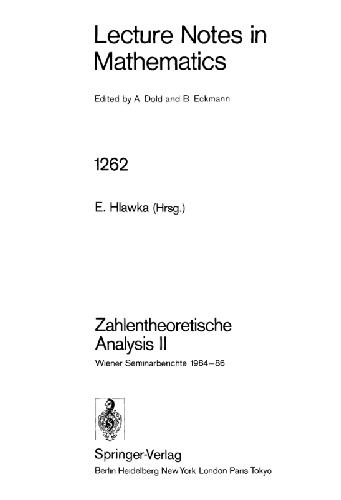 Lecture Notes in
Mathematics
Edited by A. Dold and B. Eckmann
1262
E. Hlawka (Hrsg.)
Zahlentheoretische
Analysis II
Wiener Seminarberichte 1984–86
Springer-Verlag
Berlin Heidelberg New York London Paris Tokyo